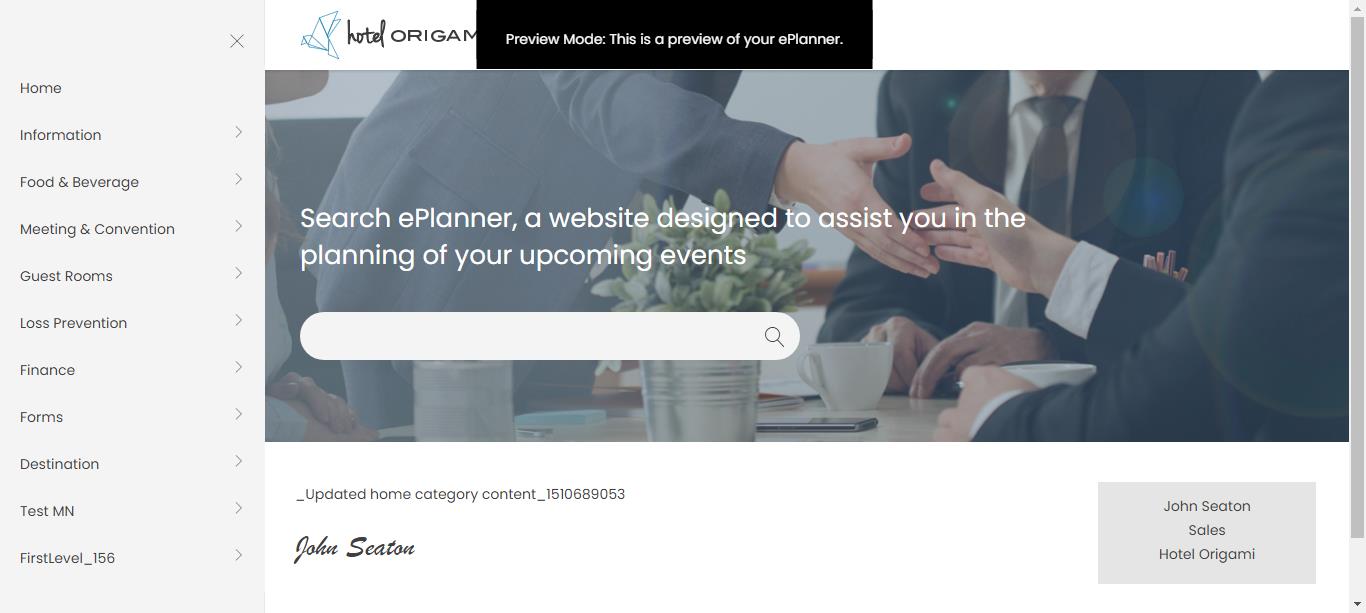 hotel ORIGAM
Preview Mode: This is a preview of your ePlanner.
Home
Information
Food & Beverage
Meeting & Convention
Guest Rooms
Loss Prevention
Finance
Forms
Destination
Test MN
FirstLevel_156
Search ePlanner, a website designed to assist you in the
planning of your upcoming events
_Updated home category content_1510689053
John Seaton
John Seaton
Sales
Hotel Origami